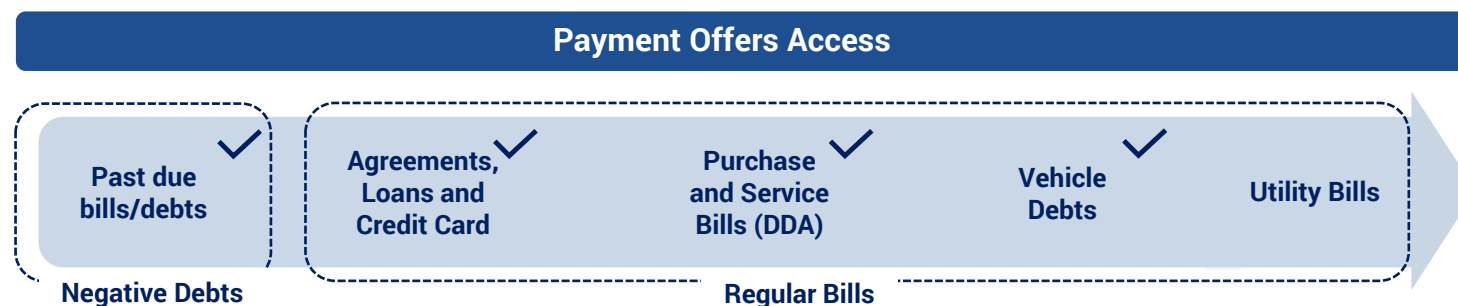 Payment Offers Access
Past due
bills/debts
Agreements,
Loans and
Credit Card
Purchase
and Service
Bills (DDA)
Vehicle
Debts
Utility Bills
Negative Debts
Regular Bills